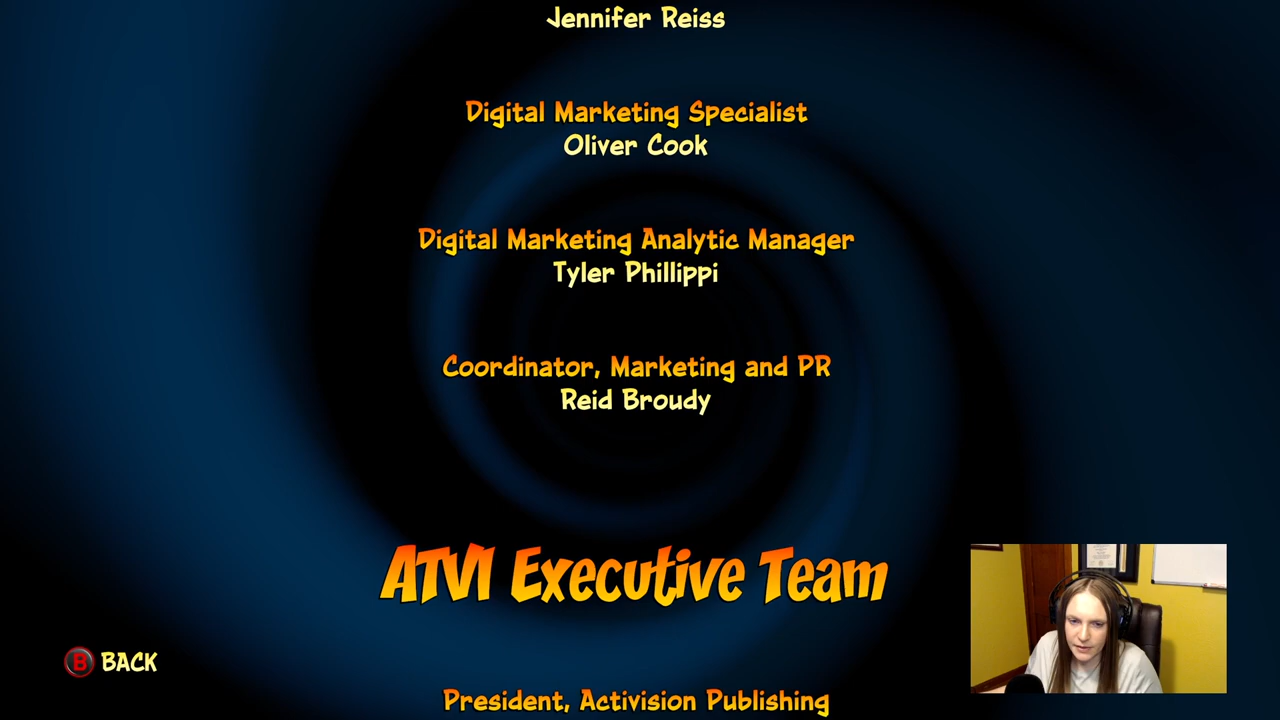 Jennifer Reiss
Digital Marketing Specialist
Oliver Cook
Digital Marketing Analytic Manager
Tyler Phillippi
Coordinator, Marketing and PR
Reid Broudy
ATVI Executive Team
B BACK
President, Activision Publishing